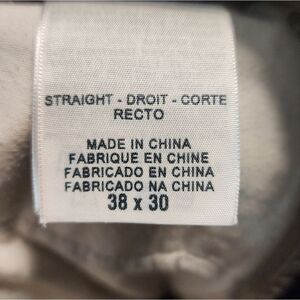 STRAIGHT - DROIT - CORTE
RECTO
MADE IN CHINA
FABRIQUE EN CHINE
FABRICADO EN CHINA
FABRICADO NA CHINA
38 x 30